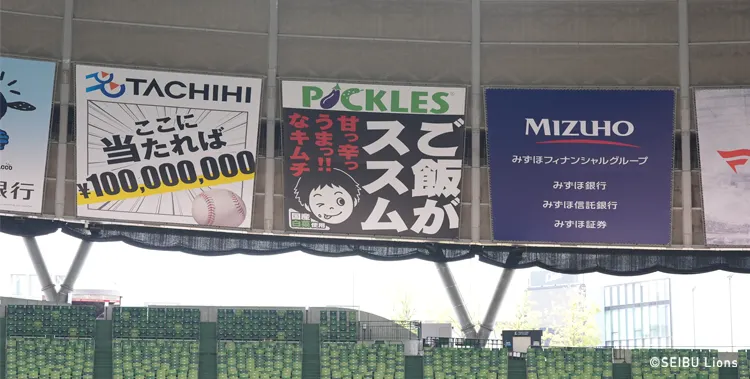 銀行
TACHIHI
ここに
当たれば
¥100,000,000
PICKLES
ご飯が
ススム
甘っ辛っ
うまっ!!
なキムチ
国産
白菜使用。
MIZUHO
みずほフィナンシャルグループ
みずほ銀行
みずほ信託銀行
みずほ証券
©SEIBU Lions